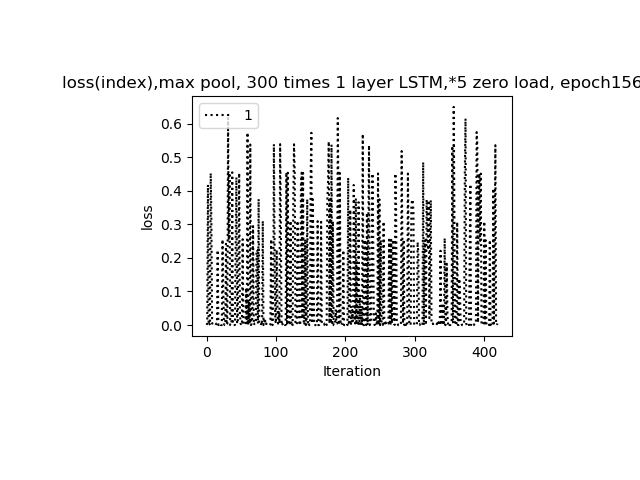 loss(index),max pool, 300 times 1 layer LSTM,*5 zero load, epoch156
1
0.6
0.5
0.4
0.3
0.2
0.1
0.0
loss
0 100 200 300 400
Iteration